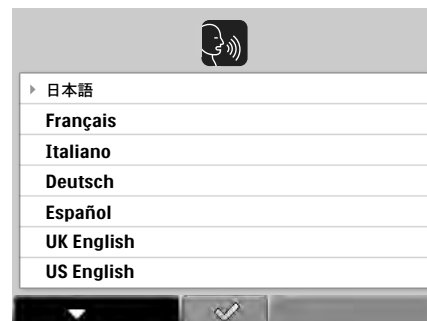 日本語
Français
Italiano
Deutsch
Español
UK English
US English